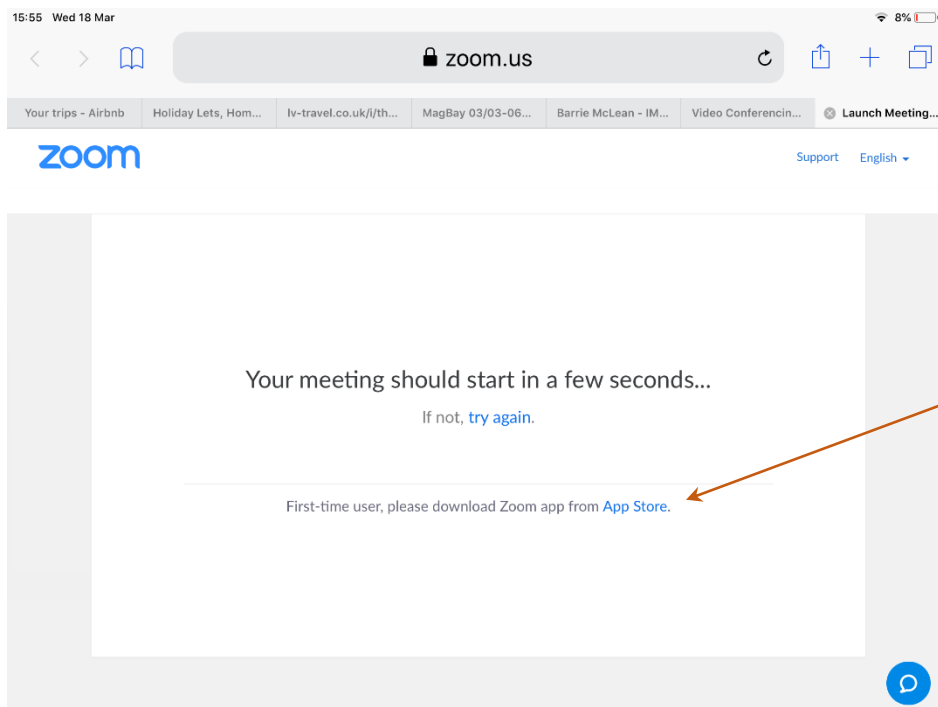 15:55 Wed 18 Mar 8%
zoom.us
Your trips - Airbnb Holiday Lets, Hom... lv-travel.co.uk/i/th... MagBay 03/03-06... Barrie McLean - IM... Video Conferencin... Launch Meeting...
zoom Support English
Your meeting should start in a few seconds...
If not, try again.
First-time user, please download Zoom app from App Store.